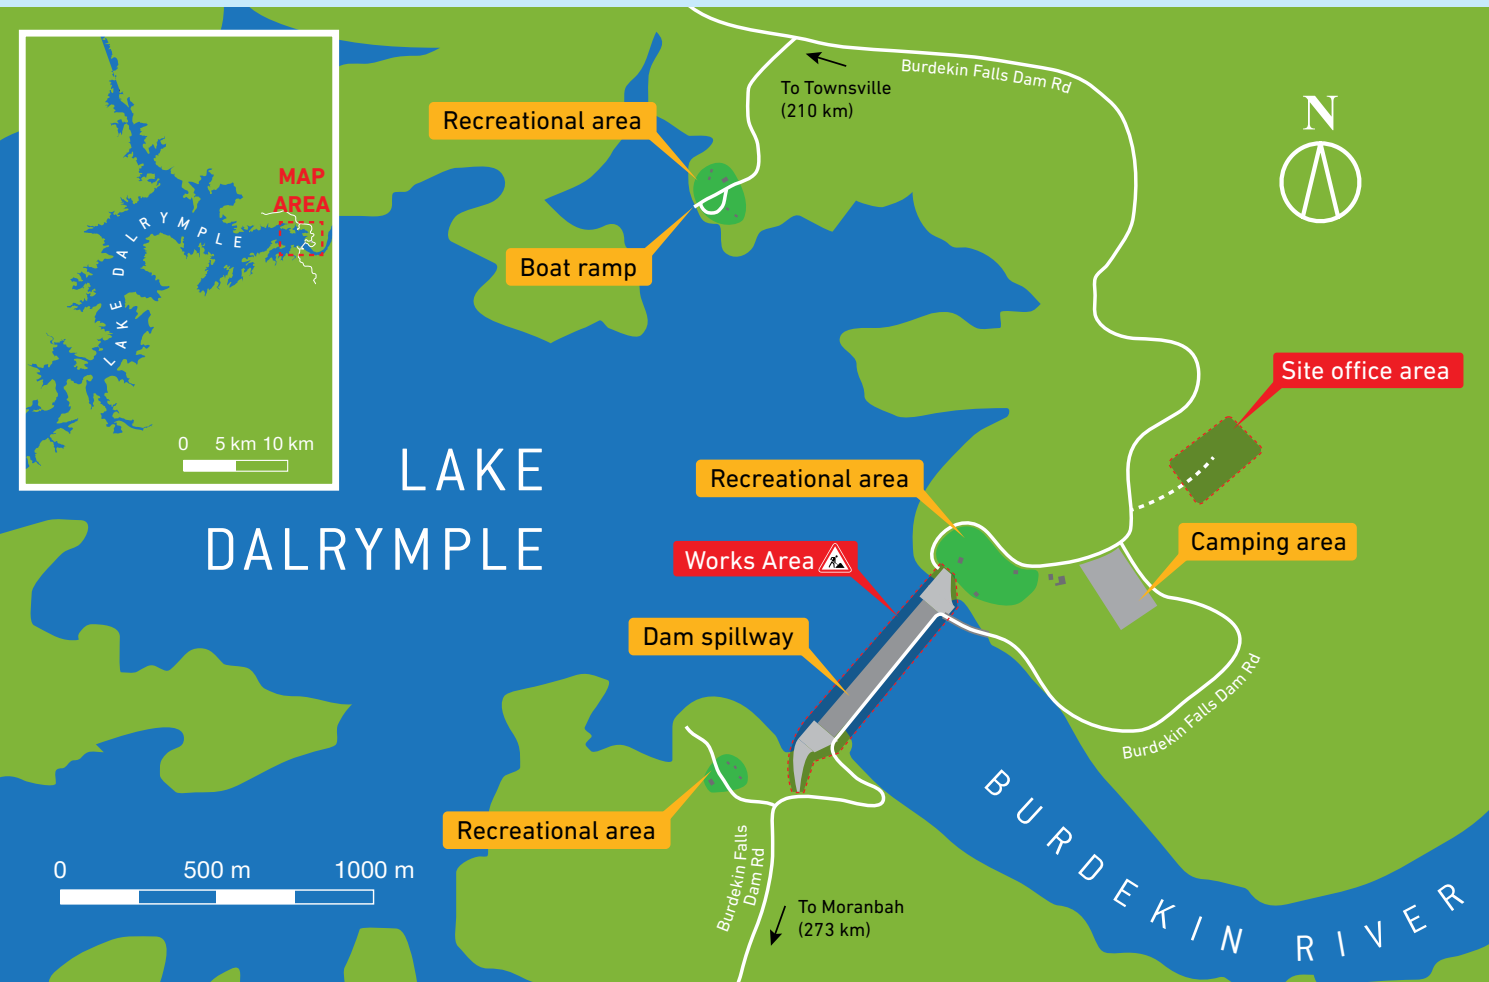 MAP
AREA
LAKE DALRYMPLE
0 5 km 10 km
Burdekin Falls Dam Rd
To Townsville
(210 km)
N
Recreational area
Boat ramp
Site office area
LAKE
DALRYMPLE
Recreational area
Camping area
Works Area
Dam spillway
Burdekin Falls Dam Rd
Recreational area
BURDEKIN RIVER
Burdekin Falls
Dam Rd
0 500 m 1000 m
To Moranbah
(273 km)